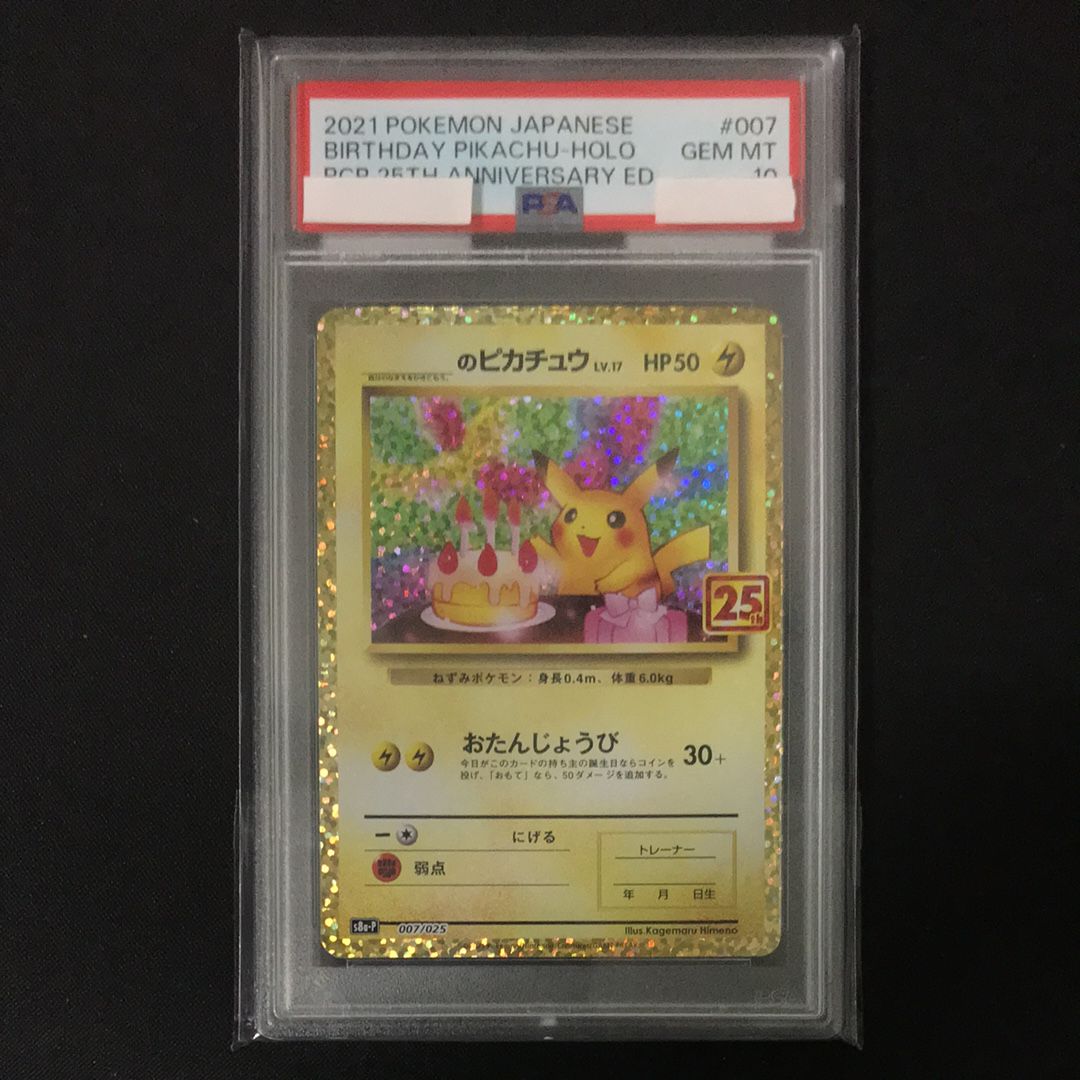 2021 POKEMON JAPANESE #007
BIRTHDAY PIKACHU-HOLO GEM MT
PCP 25TH ANNIVERSARY ED 10
PSA
のピカチュウ LV.17 HP50
25th
ねずみポケモン：身長0.4m、体重6.0kg
おたんじょうび 30+
今日がこのカードの持ち主の誕生日ならコインを
投げ、「おもて」なら、50ダメージを追加する。
にげる
弱点
トレーナー
年 月 日生
s8a-P 007/025
Illus.Kagemaru Himeno